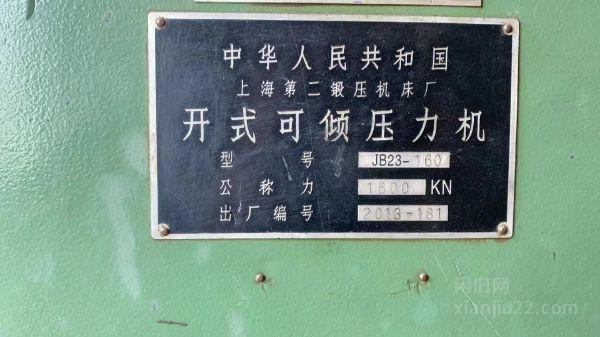 中华人民共和国
上海第二锻压机床厂
开式可倾压力机
型 号 JB23-160
公 称 力 1600 KN
出厂编号 2013-181
闲旧网
xianjiu22.com